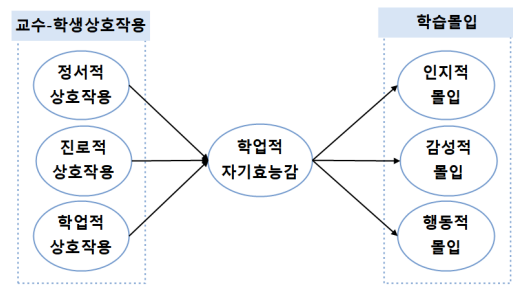 교수-학생상호작용
정서적
상호작용
진로적
상호작용
학업적
상호작용
학업적
자기효능감
학습몰입
인지적
몰입
감성적
몰입
행동적
몰입